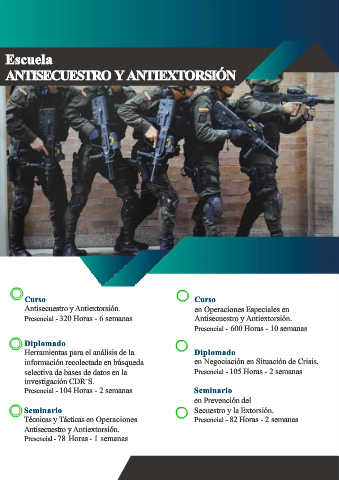 Escuela
ANTISECUESTRO Y ANTIEXTORSIÓN
Curso
Antisecuestro y Antiextorsión.
Presencial - 320 Horas - 6 semanas
Diplomado
Herramientas para el análisis de la
información recolectada en búsqueda
selectiva de bases de datos en la
investigación CDR´S.
Presencial - 104 Horas - 2 semanas
Seminario
Técnicas y Tácticas en Operaciones
Antisecuestro y Antiextorsión.
Presencial - 78 Horas - 1 semanas
Curso
en Operaciones Especiales en
Antisecuestro y Antiextorsión.
Presencial - 600 Horas - 10 semanas
Diplomado
en Negociación en Situación de Crisis.
Presencial - 105 Horas - 2 semanas
Seminario
en Prevención del
Secuestro y la Extorsión.
Presencial - 82 Horas - 2 semanas